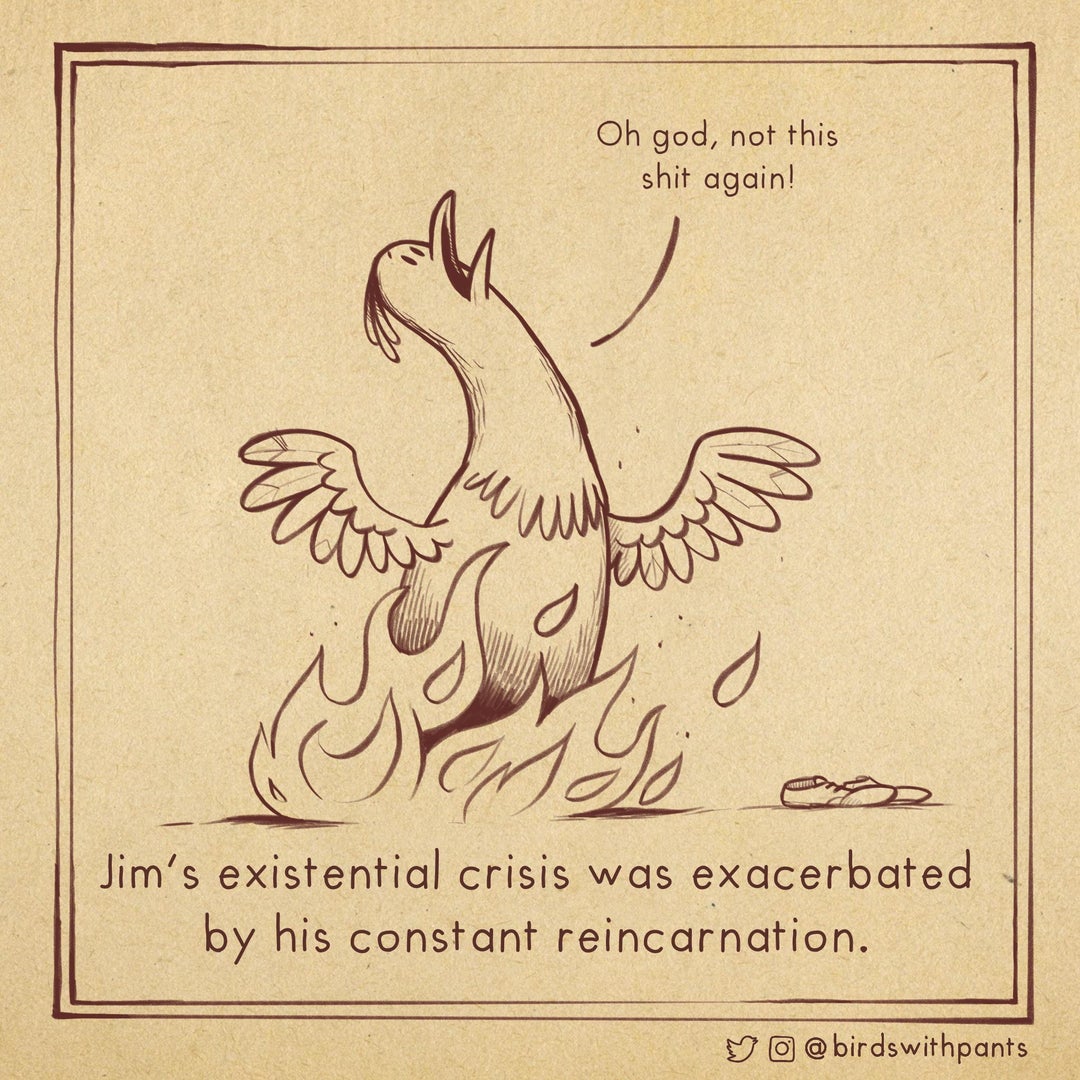 Oh god, not this
shit again!
Jim's existential crisis was exacerbated
by his constant reincarnation.
@birdswithpants